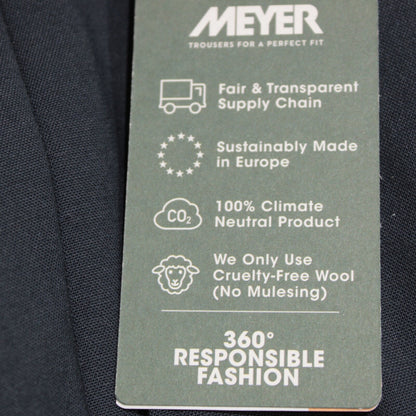 MEYER
TROUSERS FOR A PERFECT FIT
Fair & Transparent
Supply Chain
Sustainably Made
in Europe
CO2
100% Climate
Neutral Product
We Only Use
Cruelty-Free Wool
(No Mulesing)
360°
RESPONSIBLE
FASHION